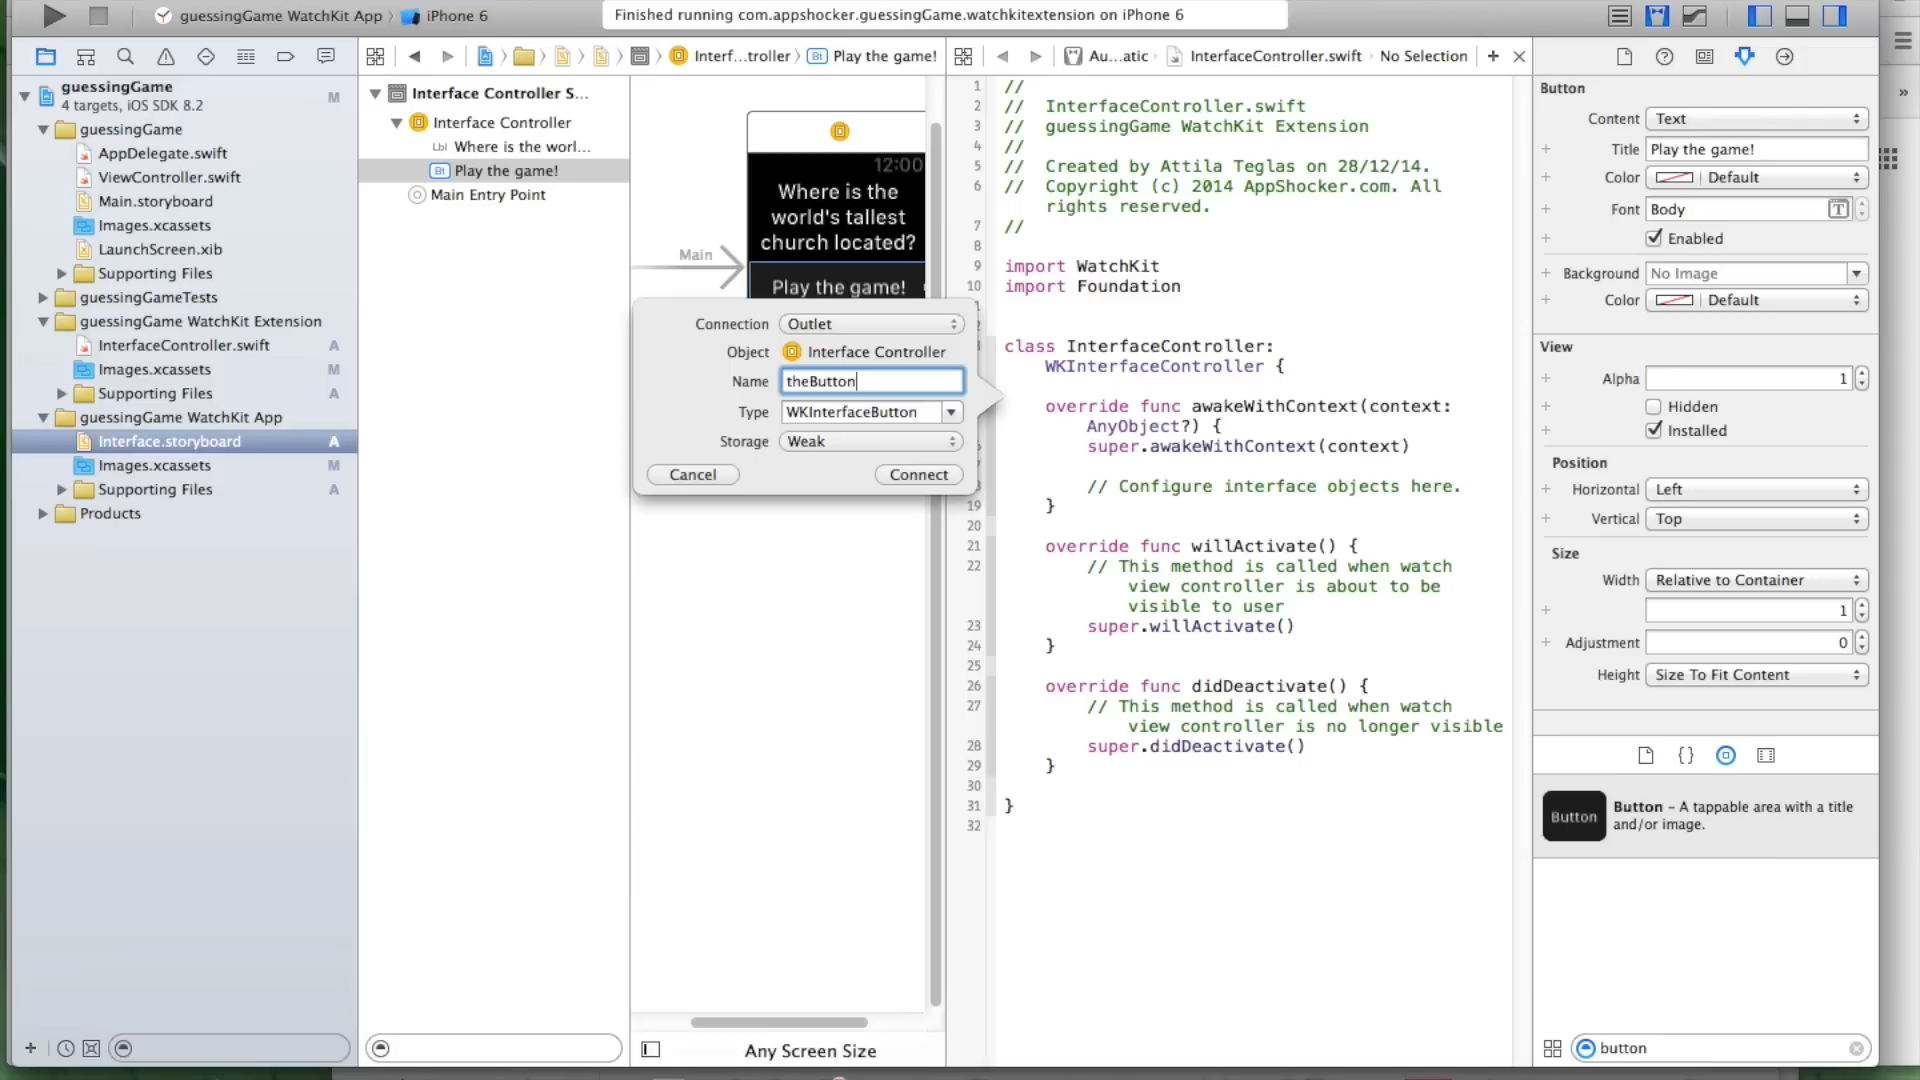 guessingGame WatchKit App
iPhone 6
Finished running com.appshocker.guessingGame.watchkitextension on iPhone 6
guessingGame
4 targets, iOS SDK 8.2
M
guessingGame
AppDelegate.swift
ViewController.swift
Main.storyboard
Images.xcassets
LaunchScreen.xib
Supporting Files
guessingGameTests
guessingGame WatchKit Extension
InterfaceController.swift A
Images.xcassets M
Supporting Files A
guessingGame WatchKit App
Interface.storyboard A
Images.xcassets M
Supporting Files A
Products
Interf...troller
Bt Play the game!
Interface Controller S...
Interface Controller
Lbl Where is the worl...
Bt Play the game!
Main Entry Point
Main
12:00
Where is the
world's tallest
church located?
Play the game!
Connection Outlet
Object Interface Controller
Name theButton
Type WKInterfaceButton
Storage Weak
Cancel Connect
Any Screen Size
Au...atic
InterfaceController.swift
No Selection
1 //
2 // InterfaceController.swift
3 // guessingGame WatchKit Extension
4 //
5 // Created by Attila Teglas on 28/12/14.
6 // Copyright (c) 2014 AppShocker.com. All
rights reserved.
7 //
8
9 import WatchKit
10 import Foundation
class InterfaceController:
WKInterfaceController {
override func awakeWithContext(context:
AnyObject?) {
super.awakeWithContext(context)
// Configure interface objects here.
19 }
20
21 override func willActivate() {
22 // This method is called when watch
view controller is about to be
visible to user
23 super.willActivate()
24 }
25
26 override func didDeactivate() {
27 // This method is called when watch
view controller is no longer visible
28 super.didDeactivate()
29 }
30
31 }
32
Button
Content Text
Title Play the game!
Color Default
Font Body T
Enabled
Background No Image
Color Default
View
Alpha 1
Hidden
Installed
Position
Horizontal Left
Vertical Top
Size
Width Relative to Container
1
Adjustment 0
Height Size To Fit Content
{}
Button
Button – A tappable area with a title
and/or image.
button